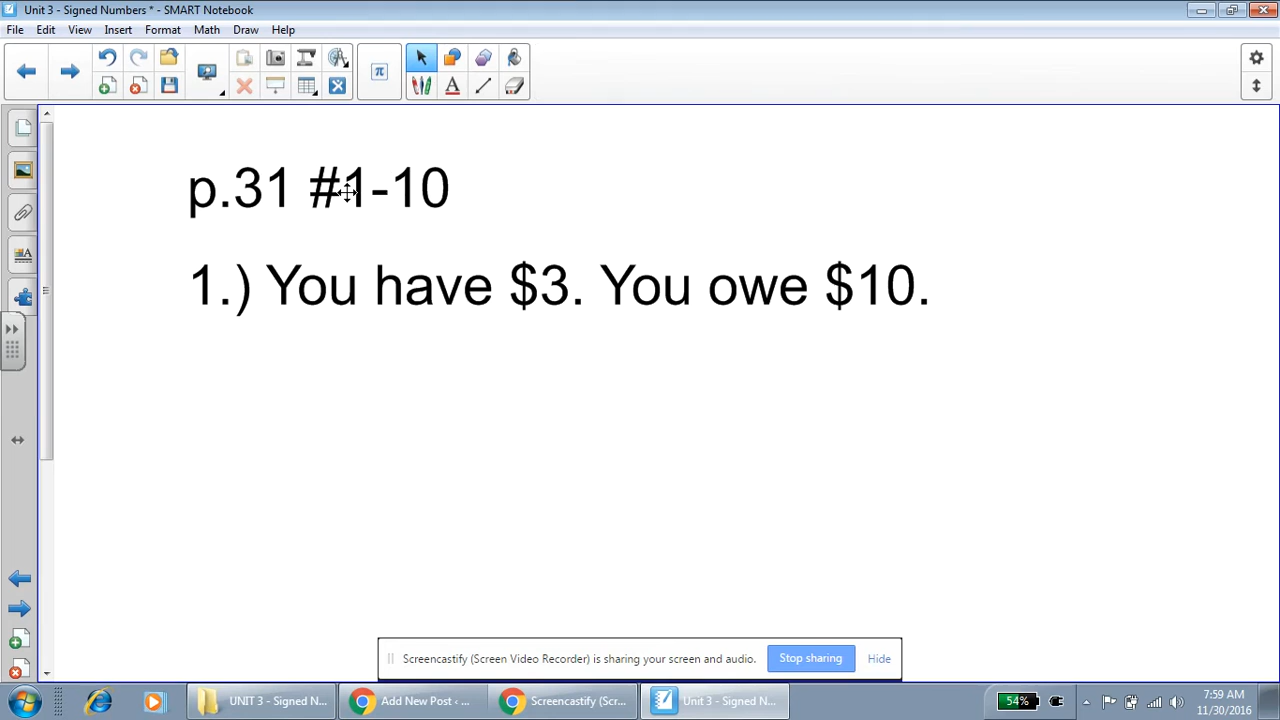 Unit 3 - Signed Numbers * - SMART Notebook
File Edit View Insert Format Math Draw Help
p.31 #1-10
1.) You have $3. You owe $10.
Screencastify (Screen Video Recorder) is sharing your screen and audio. Stop sharing Hide
UNIT 3 - Signed N... Add New Post ‹ ... Screencastify (Scr... Unit 3 - Signed N... 54% 7:59 AM
11/30/2016